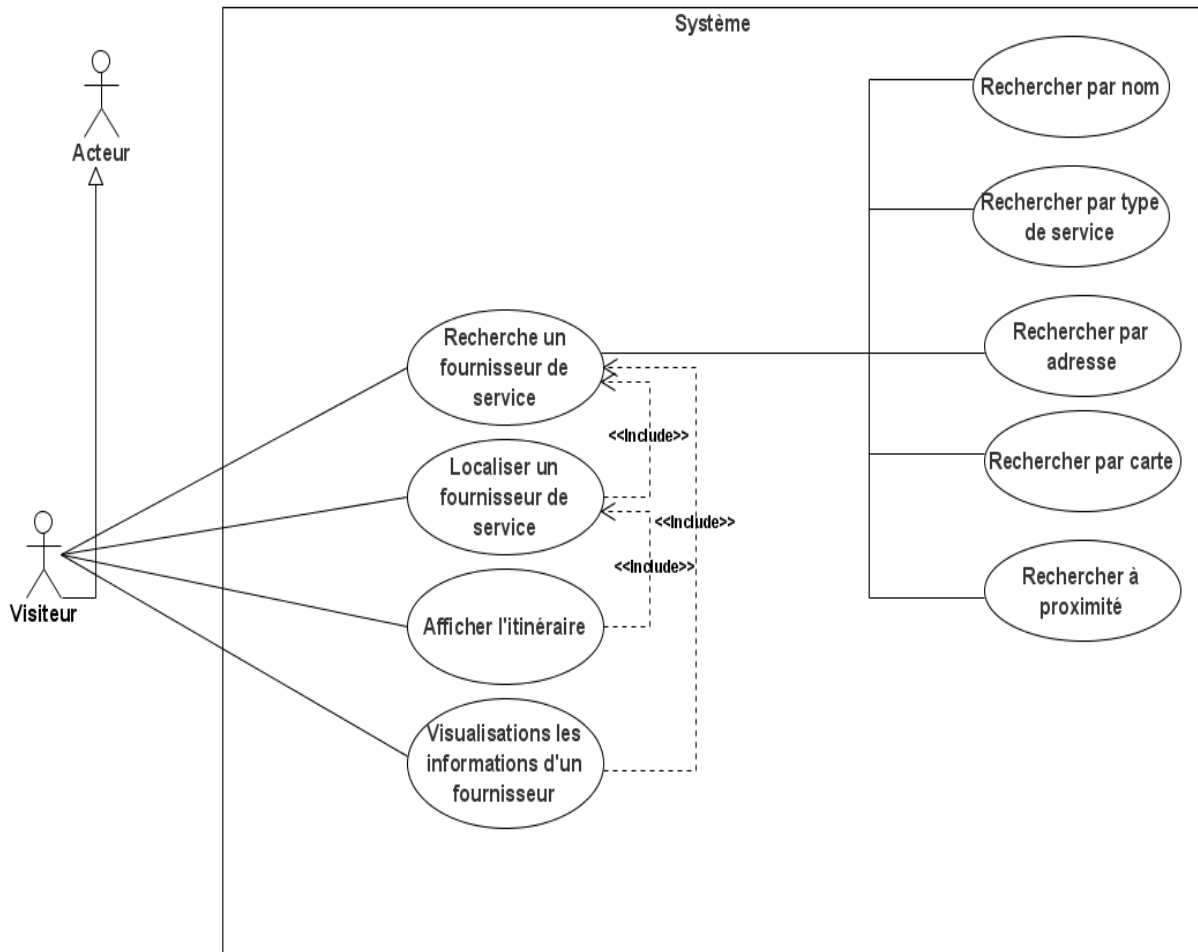 Système
Rechercher par nom
Acteur
Rechercher par type
de service
Recherche un
fournisseur de
service
Rechercher par
adresse
<<Include>>
Localiser un
fournisseur de
service
Rechercher par carte
<<Include>>
<<Include>>
Visiteur
Afficher l'itinéraire
Rechercher à
proximité
Visualisations les
informations d'un
fournisseur